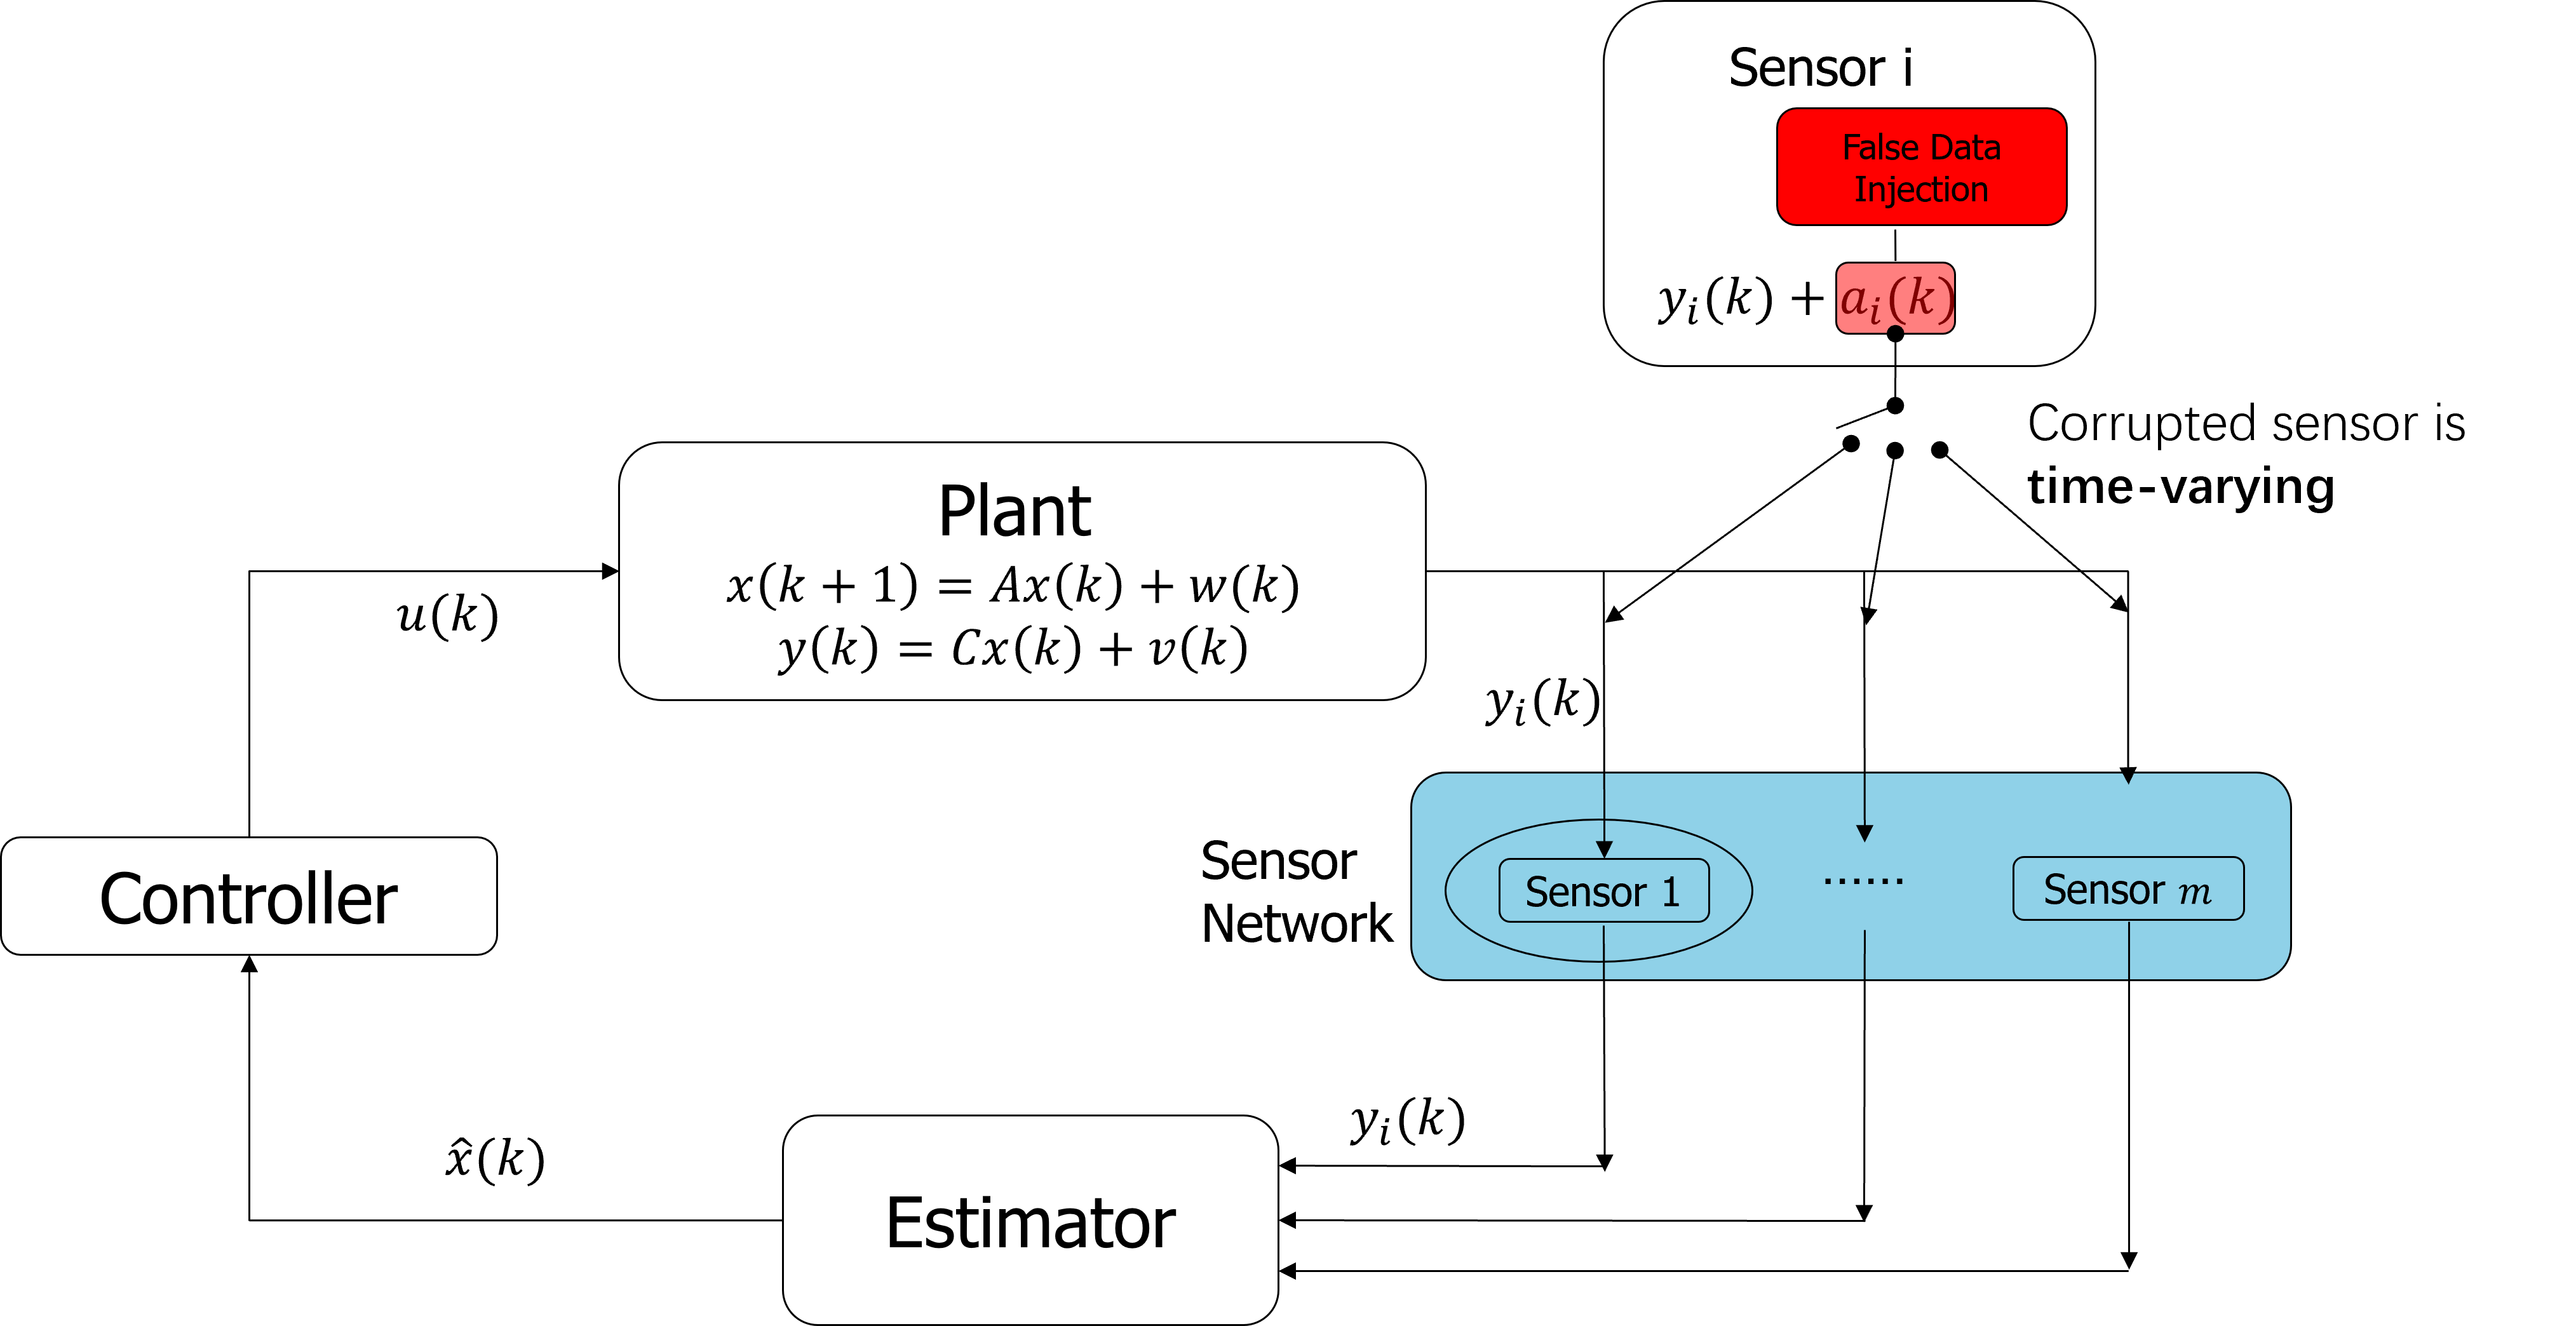 Sensor i
False Data
Injection
y_i(k) + a_i(k)
Corrupted sensor is
time-varying
Plant
x(k + 1) = Ax(k) + w(k)
y(k) = Cx(k) + v(k)
u(k)
y_i(k)
Sensor
Network
Sensor 1
......
Sensor m
Controller
y_i(k)
x̂(k)
Estimator